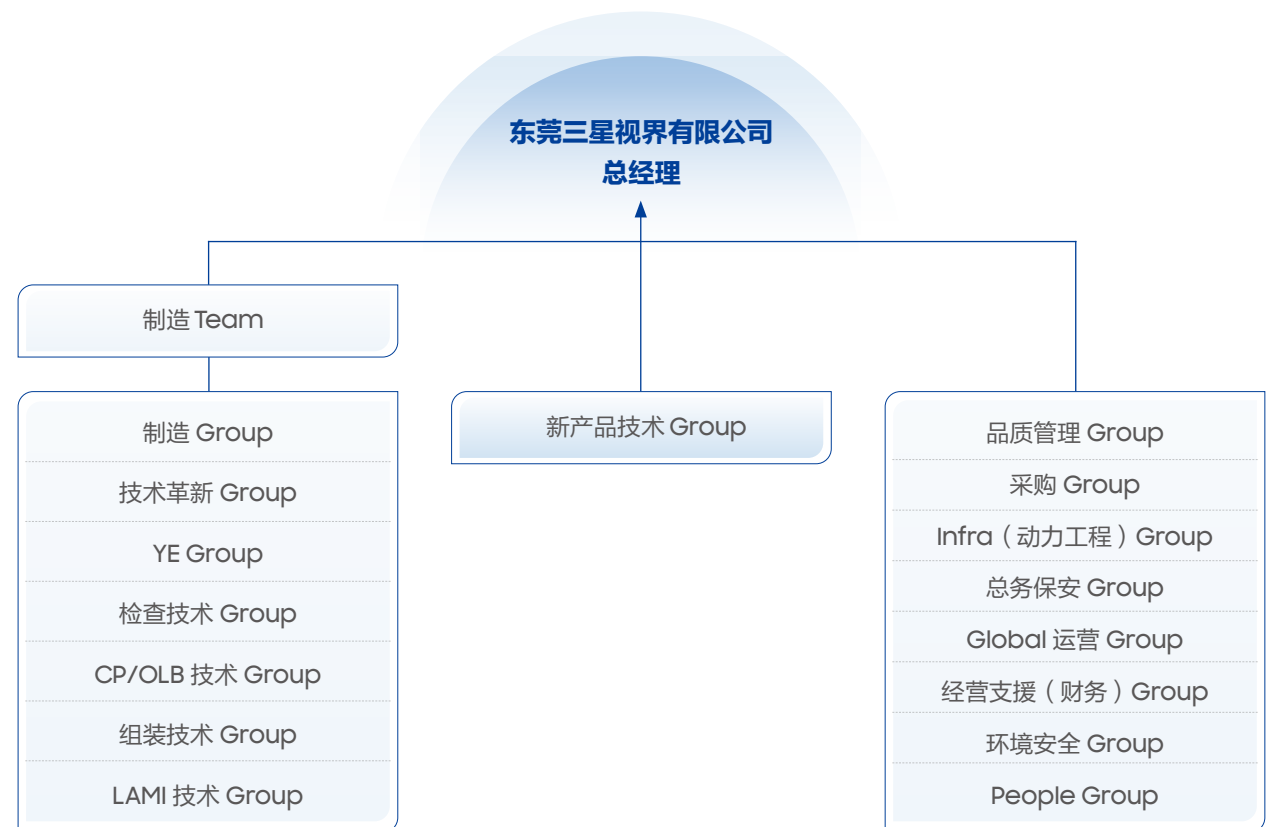 东莞三星视界有限公司
总经理
制造 Team
制造 Group
技术革新 Group
YE Group
检查技术 Group
CP/OLB 技术 Group
组装技术 Group
LAMI 技术 Group
新产品技术 Group
品质管理 Group
采购 Group
Infra（动力工程）Group
总务保安 Group
Global 运营 Group
经营支援（财务）Group
环境安全 Group
People Group